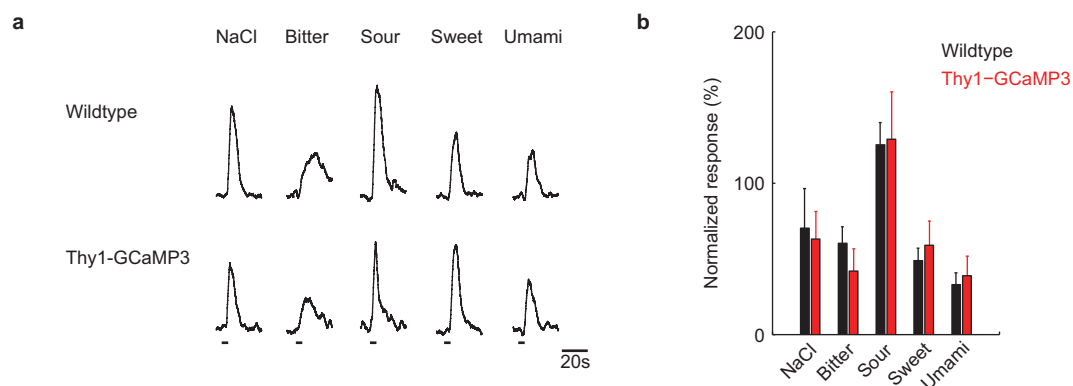 a
NaCl Bitter Sour Sweet Umami
Wildtype
Thy1-GCaMP3
20s
b
Normalized response (%)
200
100
0
Wildtype
Thy1−GCaMP3
NaCl
Bitter
Sour
Sweet
Umami